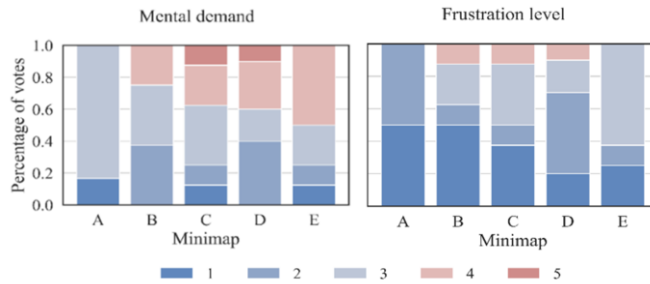 Mental demand
Frustration level
Percentage of votes
1.0
0.8
0.6
0.4
0.2
0.0
A B C D E
Minimap
A B C D E
Minimap
1 2 3 4 5